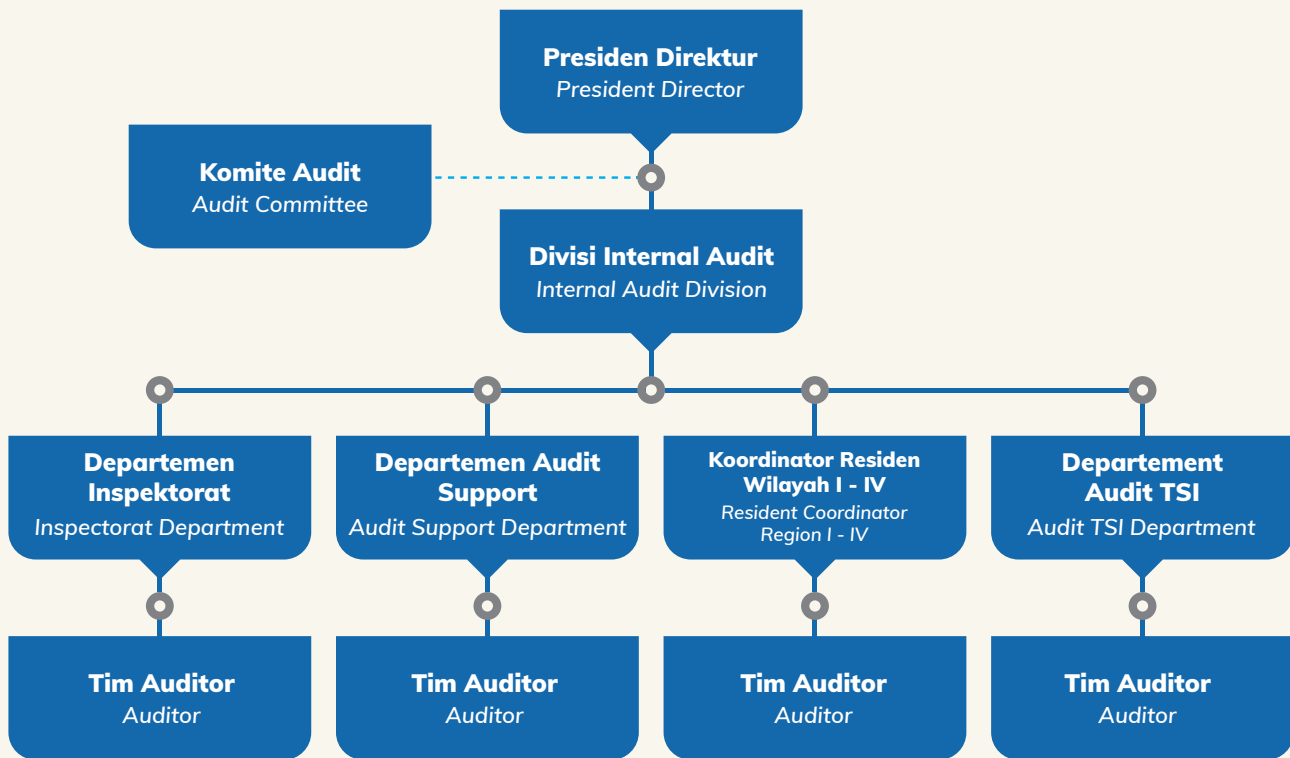 Presiden Direktur
President Director
Komite Audit
Audit Committee
Divisi Internal Audit
Internal Audit Division
Departemen
Inspektorat
Inspectorat Department
Departemen Audit
Support
Audit Support Department
Koordinator Residen
Wilayah I - IV
Resident Coordinator
Region I - IV
Departement
Audit TSI
Audit TSI Department
Tim Auditor
Auditor
Tim Auditor
Auditor
Tim Auditor
Auditor
Tim Auditor
Auditor